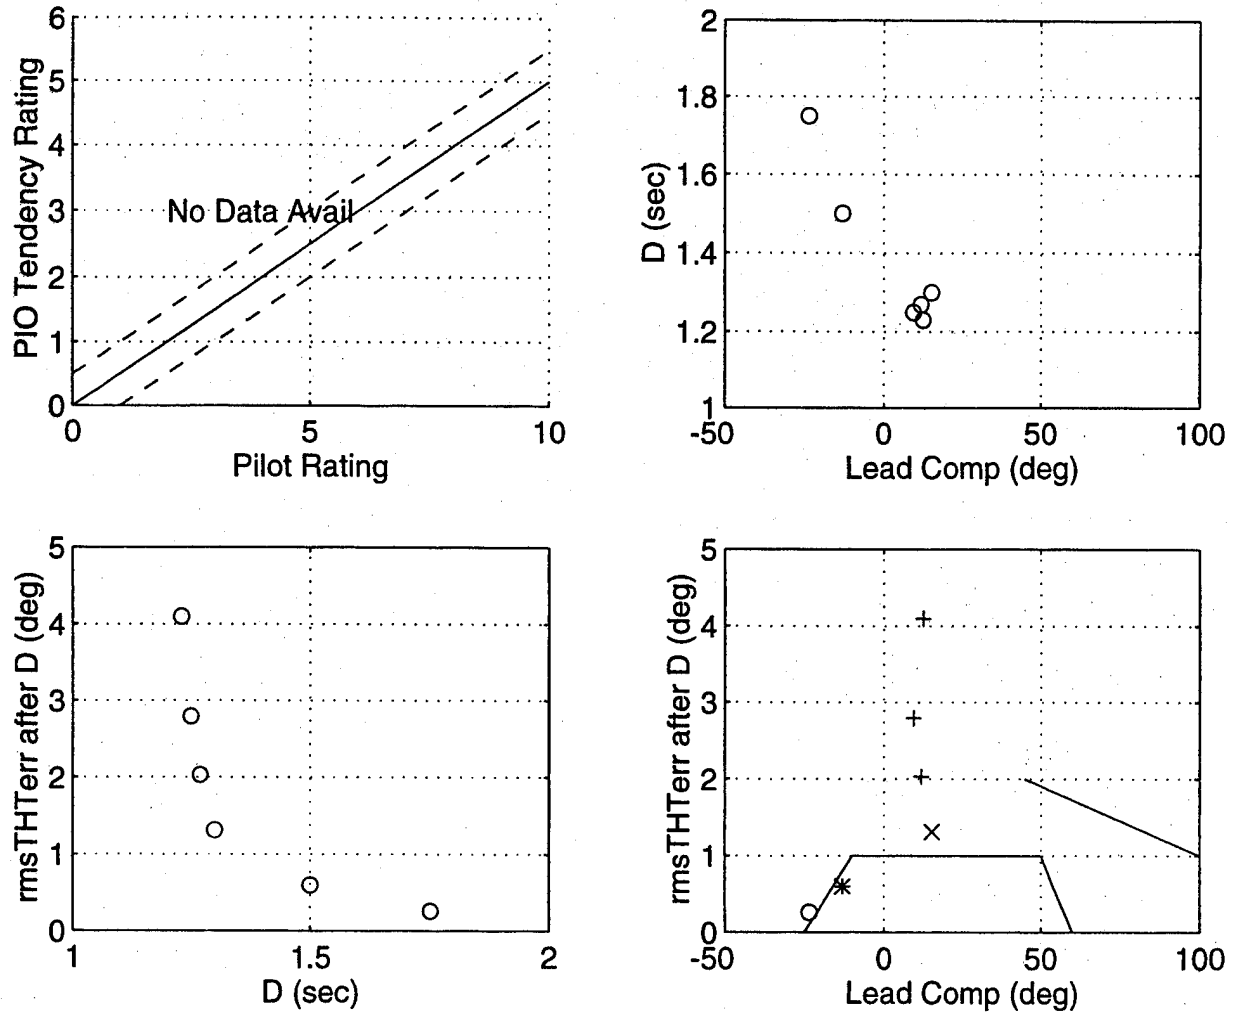 6
5
4
3
2
1
0
PIO Tendency Rating
No Data Avail
0 5 10
Pilot Rating
2
1.8
1.6
1.4
1.2
1
D (sec)
-50 0 50 100
Lead Comp (deg)
5
4
3
2
1
0
rmsTHTerr after D (deg)
1 1.5 2
D (sec)
5
4
3
2
1
0
rmsTHTerr after D (deg)
-50 0 50 100
Lead Comp (deg)